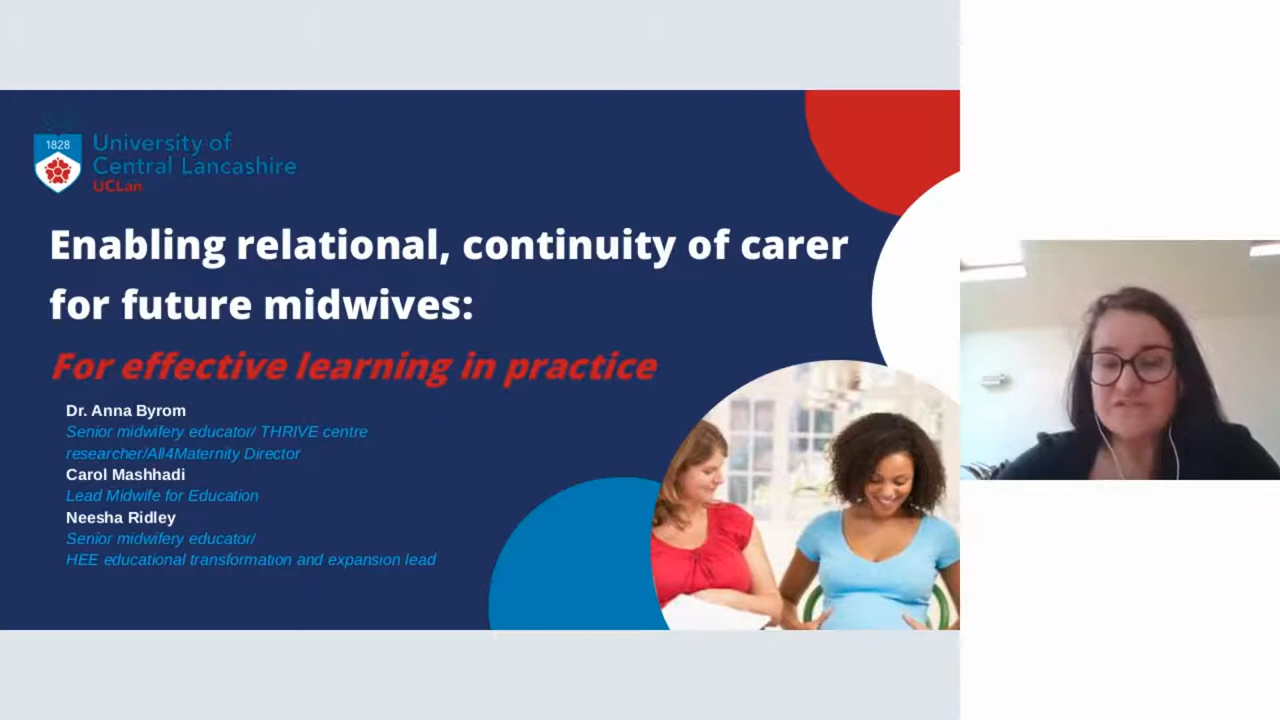 1828
University of
Central Lancashire
UCLan
Enabling relational, continuity of carer
for future midwives:
For effective learning in practice
Dr. Anna Byrom
Senior midwifery educator/ THRIVE centre
researcher/All4Maternity Director
Carol Mashhadi
Lead Midwife for Education
Neesha Ridley
Senior midwifery educator/
HEE educational transformation and expansion lead